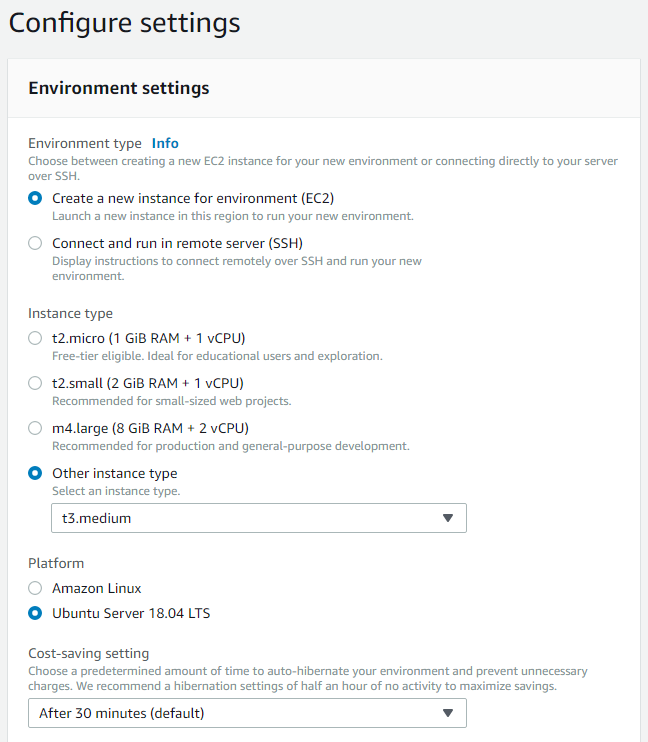 Configure settings
Environment settings
Environment type Info
Choose between creating a new EC2 instance for your new environment or connecting directly to your server
over SSH.
Create a new instance for environment (EC2)
Launch a new instance in this region to run your new environment.
Connect and run in remote server (SSH)
Display instructions to connect remotely over SSH and run your new
environment.
Instance type
t2.micro (1 GiB RAM + 1 vCPU)
Free-tier eligible. Ideal for educational users and exploration.
t2.small (2 GiB RAM + 1 vCPU)
Recommended for small-sized web projects.
m4.large (8 GiB RAM + 2 vCPU)
Recommended for production and general-purpose development.
Other instance type
Select an instance type.
t3.medium
Platform
Amazon Linux
Ubuntu Server 18.04 LTS
Cost-saving setting
Choose a predetermined amount of time to auto-hibernate your environment and prevent unnecessary
charges. We recommend a hibernation settings of half an hour of no activity to maximize savings.
After 30 minutes (default)